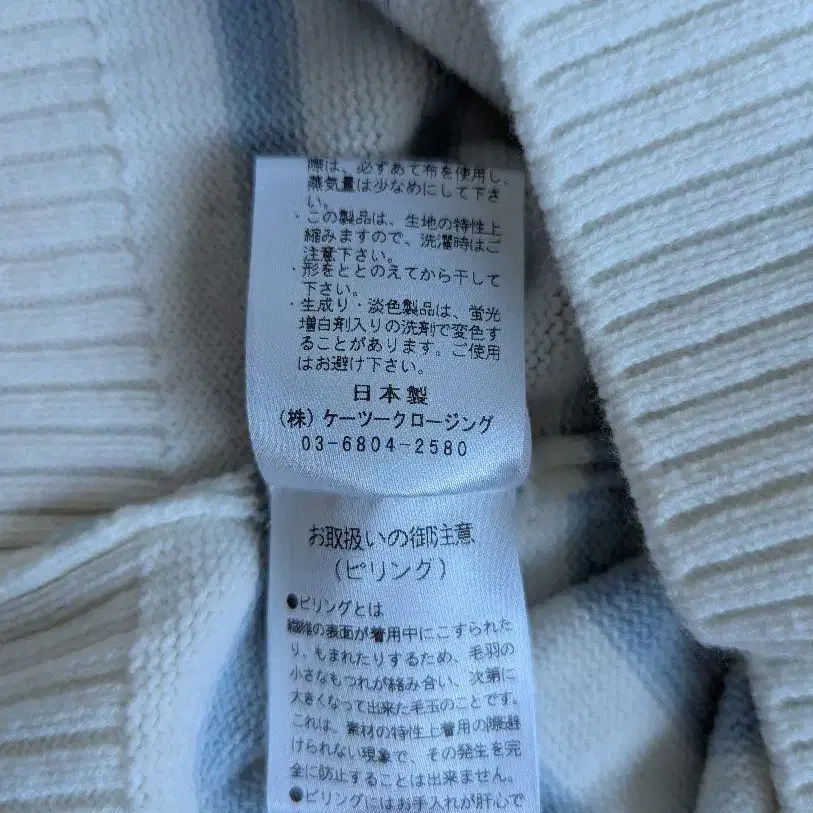 際は、必ずあて布を使用し、
蒸気量は少なめにして下さ
い。
・この製品は、生地の特性上
縮みますので、洗濯時はご
注意下さい。
・形をととのえてから干して
下さい。
・生成り・淡色製品は、蛍光
増白剤入りの洗剤で変色す
ることがあります。ご使用
はお避け下さい。
日本製
(株)ケーツークロージング
03-6804-2580
お取扱いの御注意
(ピリング)
●ピリングとは
繊維の表面が着用中にこすられた
り、もまれたりするため、毛羽の
小さなもつれが絡み合い、次第に
大きくなって出来た毛玉のことです。
これは、素材の特性上着用の際避
けられない現象で、その発生を完
全に防止することは出来ません。
●ピリングにはお手入れが肝心で